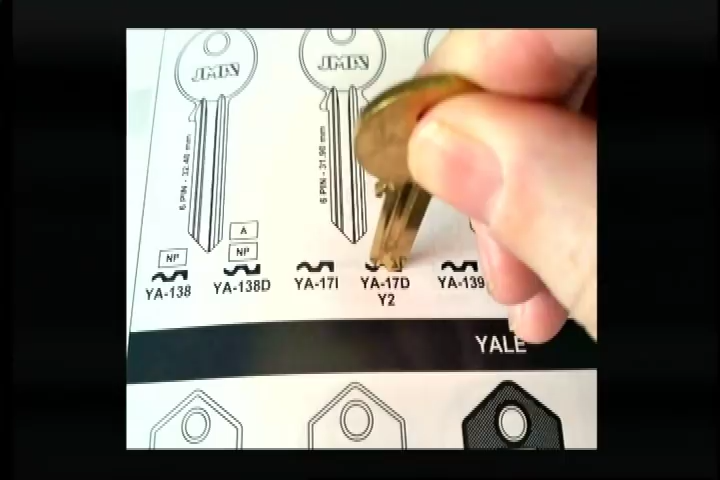 JMA
JMA
6 PIN - 32.40 mm
6 PIN - 31.90 mm
NP
A
NP
YA-138
YA-138D
YA-17I
YA-17D
Y2
YA-139
YALE